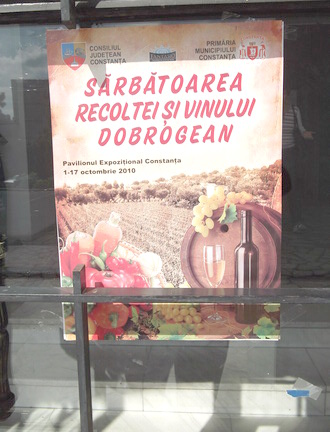 CONSILIUL
JUDEȚEAN
CONSTANȚA
PRIMĂRIA
MUNICIPIULUI
CONSTANȚA
SĂRBĂTOAREA
RECOLTEI ȘI VINULUI
DOBROGEAN
Pavilionul Expozițional Constanța
1-17 octombrie 2010